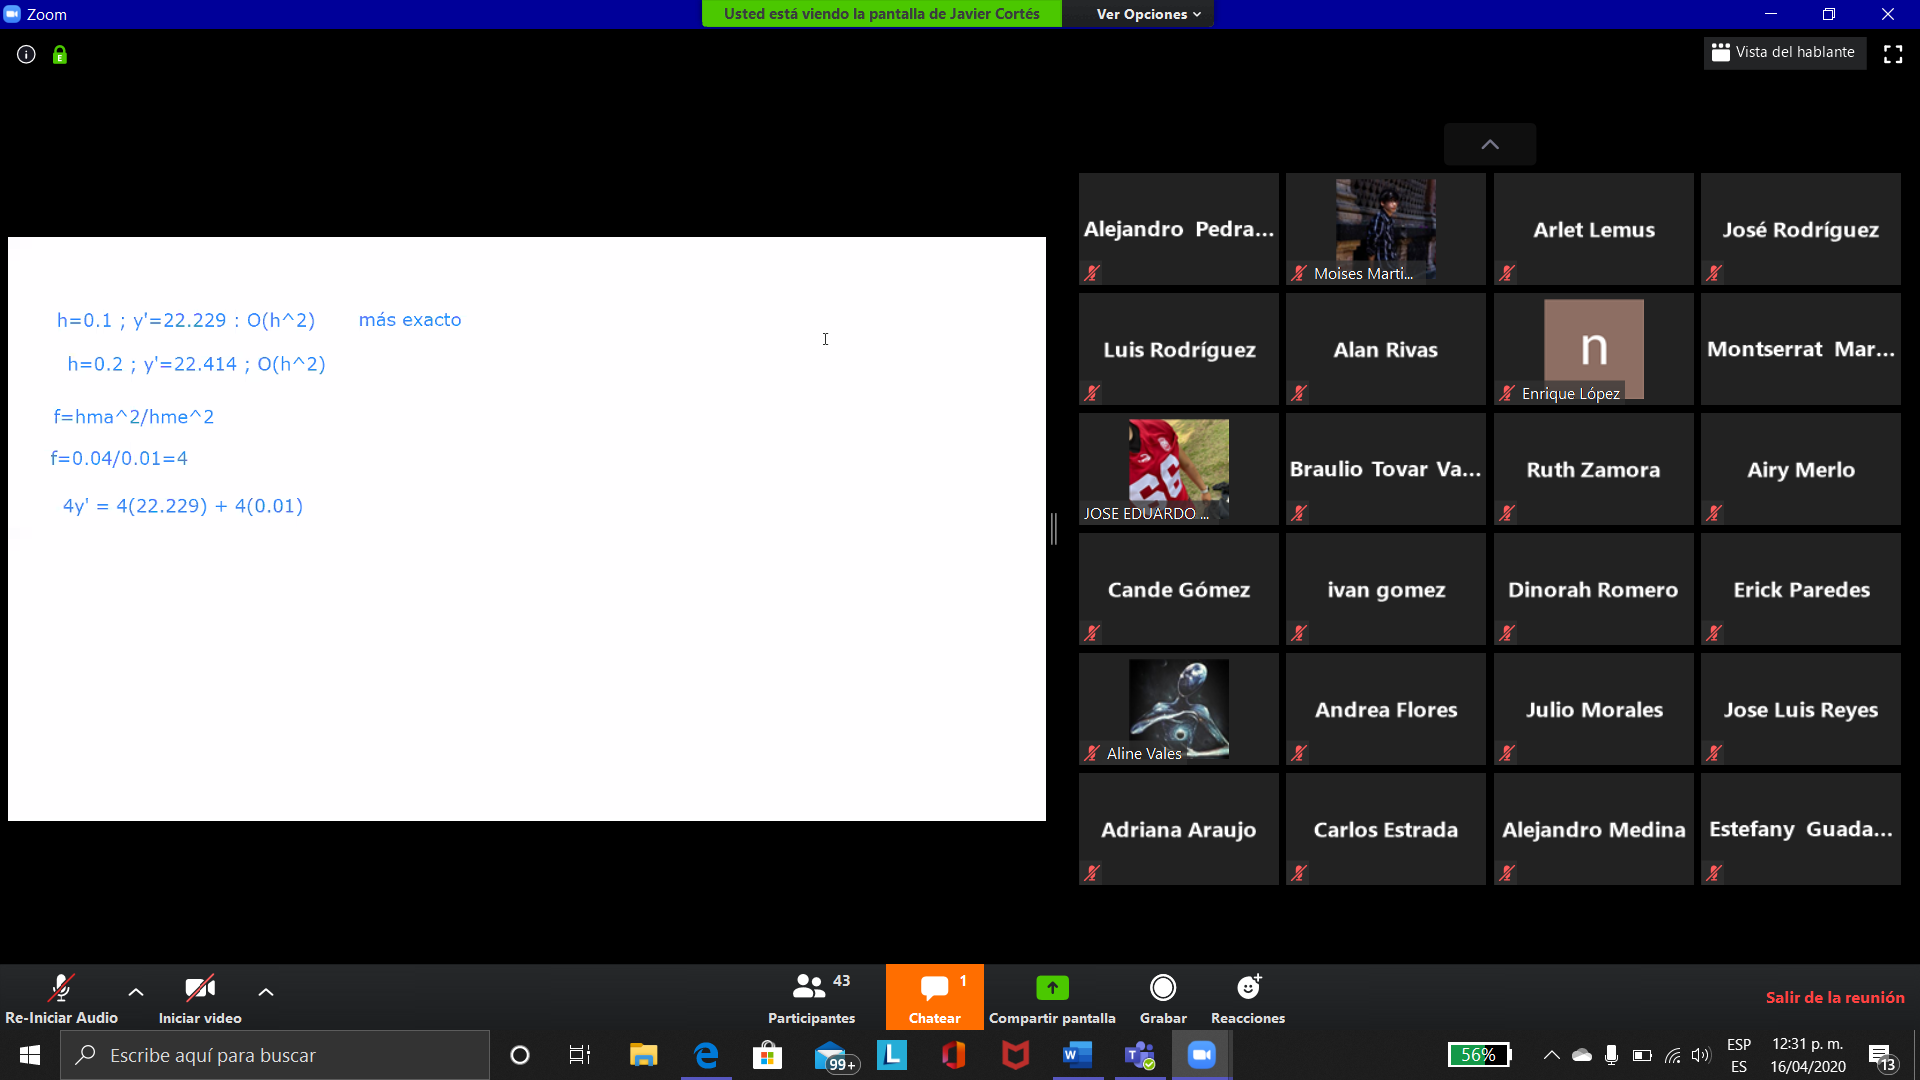 Zoom
Usted está viendo la pantalla de Javier Cortés
Ver Opciones
Vista del hablante
h=0.1 ; y'=22.229 : O(h^2) más exacto
h=0.2 ; y'=22.414 ; O(h^2)
f=hma^2/hme^2
f=0.04/0.01=4
4y' = 4(22.229) + 4(0.01)
Alejandro Pedra...
Moises Marti...
Arlet Lemus
José Rodríguez
Luis Rodríguez
Alan Rivas
n
Enrique López
Montserrat Mar...
66
JOSE EDUARDO ...
Braulio Tovar Va...
Ruth Zamora
Airy Merlo
Cande Gómez
ivan gomez
Dinorah Romero
Erick Paredes
Aline Vales
Andrea Flores
Julio Morales
Jose Luis Reyes
Adriana Araujo
Carlos Estrada
Alejandro Medina
Estefany Guada...
Re-Iniciar Audio
Iniciar video
43
Participantes
1
Chatear
Compartir pantalla
Grabar
Reacciones
Salir de la reunión
Escribe aquí para buscar
99+
L
56%
ESP
ES
12:31 p. m.
16/04/2020
13